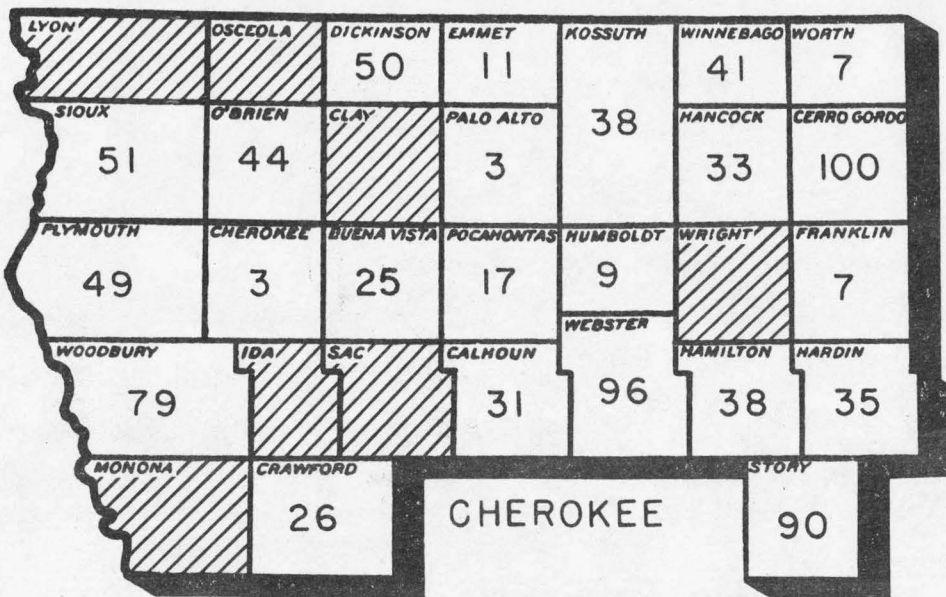 LYON OSCEOLA DICKINSON EMMET KOSSUTH WINNEBAGO WORTH
50 11 41 7
38
SIOUX O'BRIEN CLAY PALO ALTO HANCOCK CERRO GORDO
51 44 3 33 100
PLYMOUTH CHEROKEE BUENA VISTA POCAHONTAS HUMBOLDT WRIGHT FRANKLIN
49 3 25 17 9 7
WEBSTER
WOODBURY IDA SAC CALHOUN HAMILTON HARDIN
79 31 96 38 35
MONONA CRAWFORD STORY
26 CHEROKEE 90